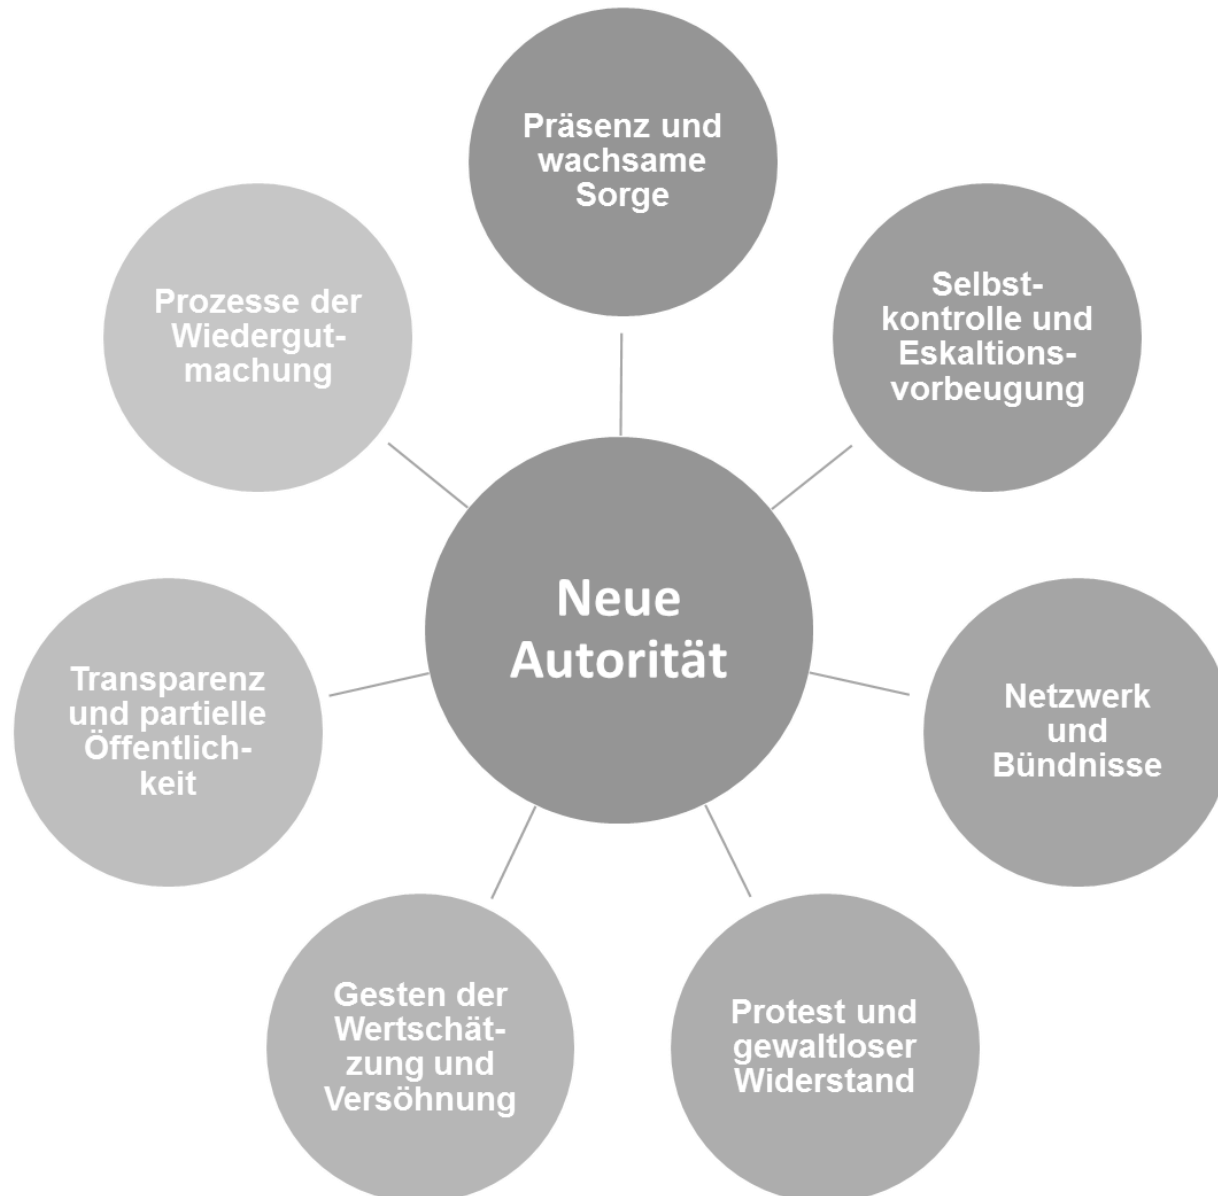 Präsenz und
wachsame
Sorge
Selbst-
kontrolle und
Eskaltions-
vorbeugung
Netzwerk
und
Bündnisse
Protest und
gewaltloser
Widerstand
Gesten der
Wertschät-
zung und
Versöhnung
Transparenz
und partielle
Öffentlich-
keit
Prozesse der
Wiedergut-
machung
Neue
Autorität